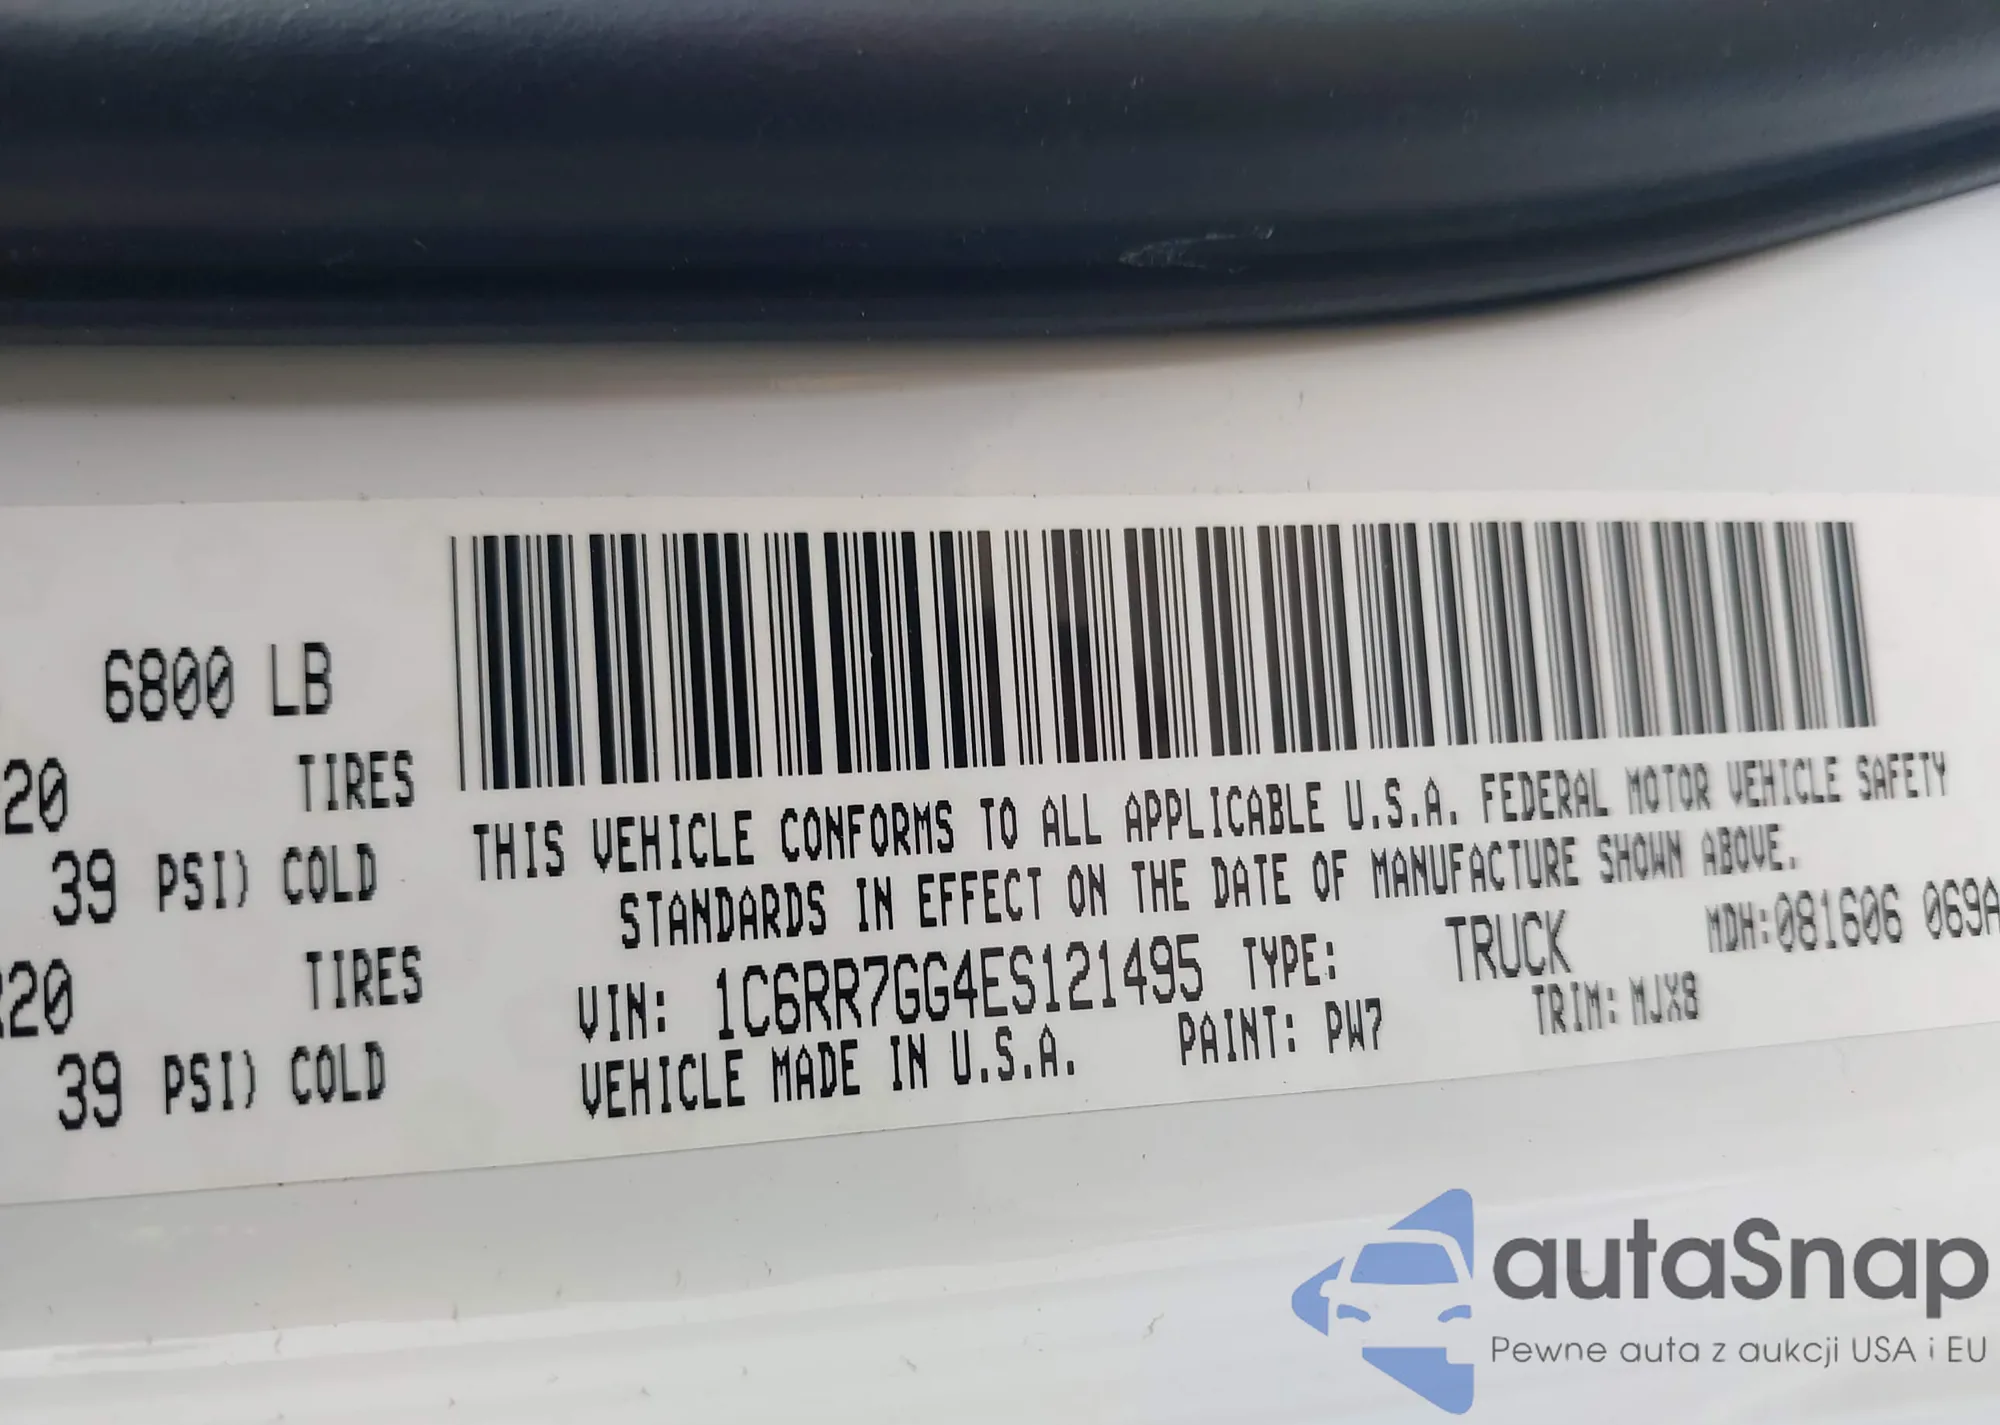 6800 LB
20 TIRES
39 PSI) COLD
R20 TIRES
39 PSI) COLD
THIS VEHICLE CONFORMS TO ALL APPLICABLE U.S.A. FEDERAL MOTOR VEHICLE SAFETY
STANDARDS IN EFFECT ON THE DATE OF MANUFACTURE SHOWN ABOVE.
VIN: 1C6RR7GG4ES121495 TYPE: TRUCK MDH:081606 069A
VEHICLE MADE IN U.S.A. PAINT: PW7 TRIM: MJX8
autaSnap
Pewne auta z aukcji USA i EU